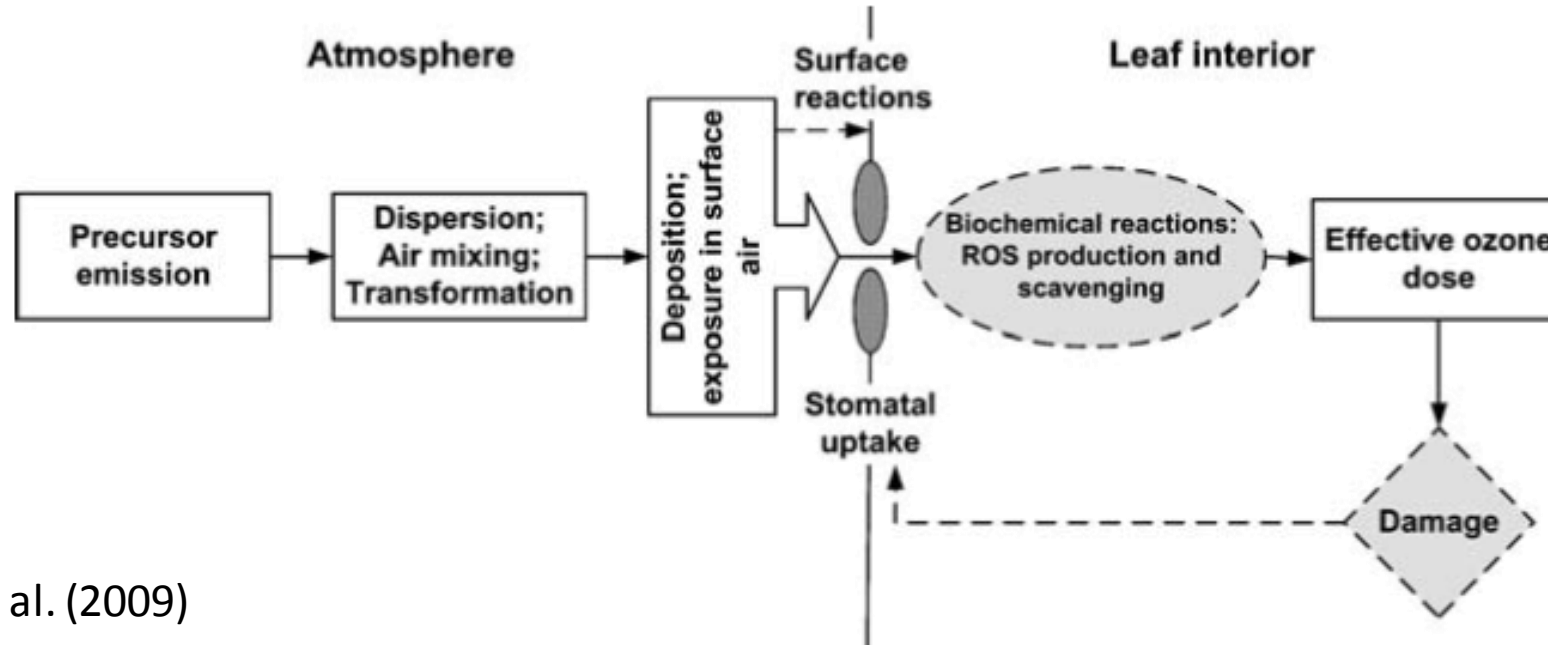 Atmosphere
Surface
reactions
Leaf interior
Precursor
emission
Dispersion;
Air mixing;
Transformation
Deposition;
exposure in surface
air
Biochemical reactions:
ROS production and
scavenging
Effective ozone
dose
Stomatal
uptake
Damage
al. (2009)